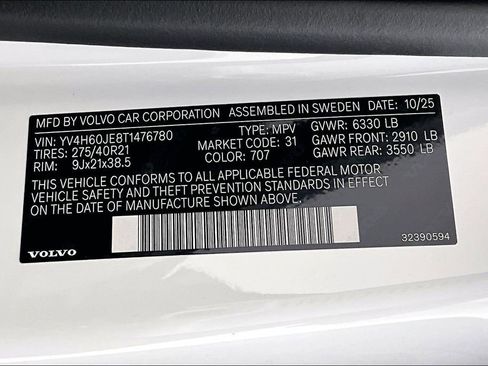 MFD BY VOLVO CAR CORPORATION ASSEMBLED IN SWEDEN 10/25
VIN: YV4H60JE8T1476780 TYPE: MPV GVWR: 6330 LB
TIRES: 275/40R21 MARKET CODE: 31 GAWR FRONT: 2910 LB
RIM: 9Jx21x38.5 COLOR: 707 GAWR REAR: 3550 LB
THIS VEHICLE CONFORMS TO ALL APPLICABLE FEDERAL MOTOR
VEHICLE SAFETY AND THEFT PREVENTION STANDARDS IN EFFECT
ON THE DATE OF MANUFACTURE SHOWN ABOVE.
VOLVO 32390594